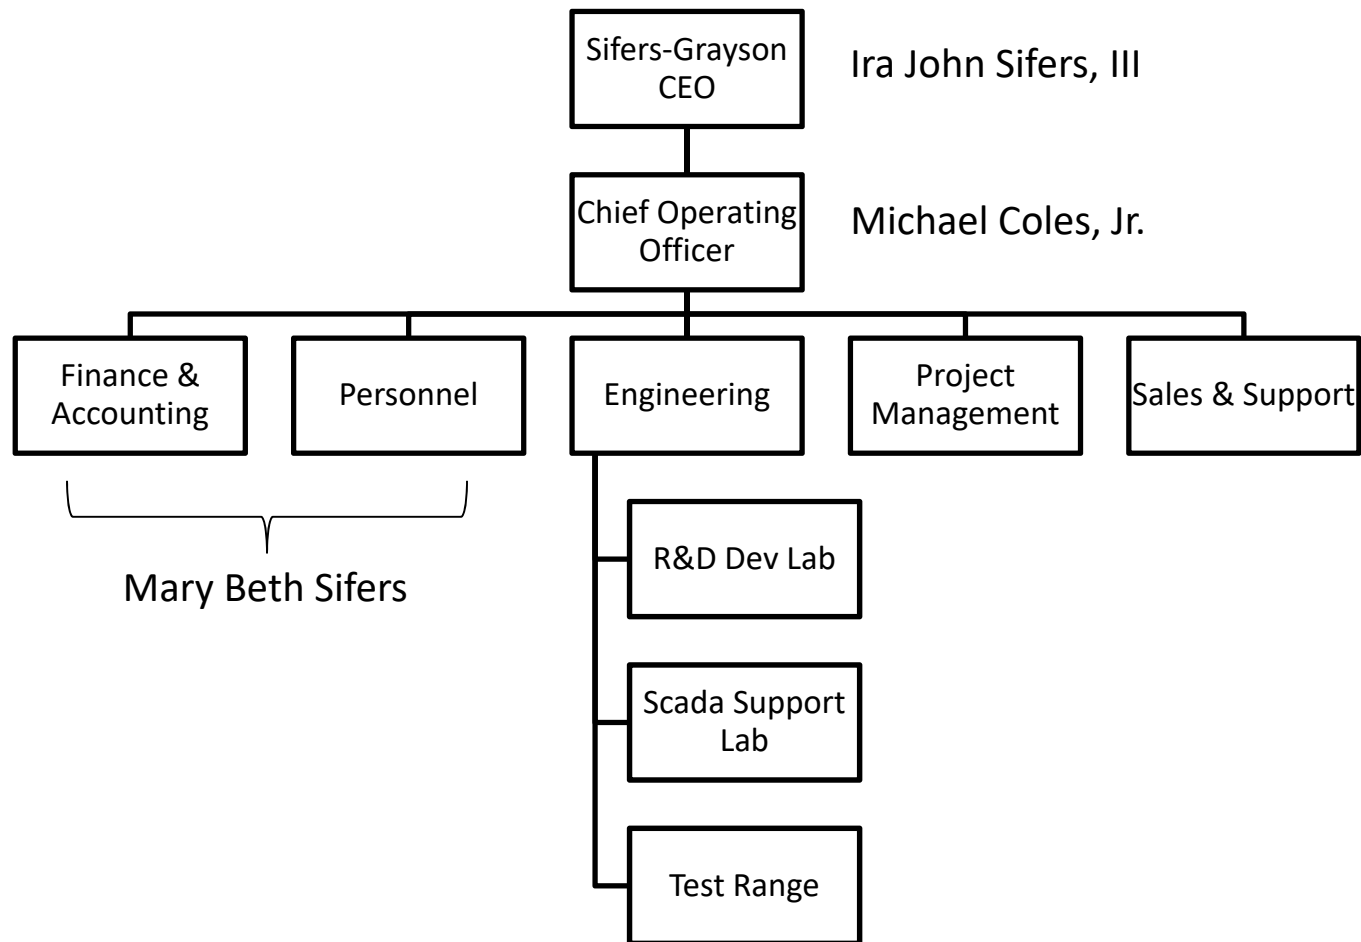 Sifers-Grayson
CEO
Ira John Sifers, III
Chief Operating
Officer
Michael Coles, Jr.
Finance &
Accounting
Personnel
Engineering
Project
Management
Sales & Support
Mary Beth Sifers
R&D Dev Lab
Scada Support
Lab
Test Range